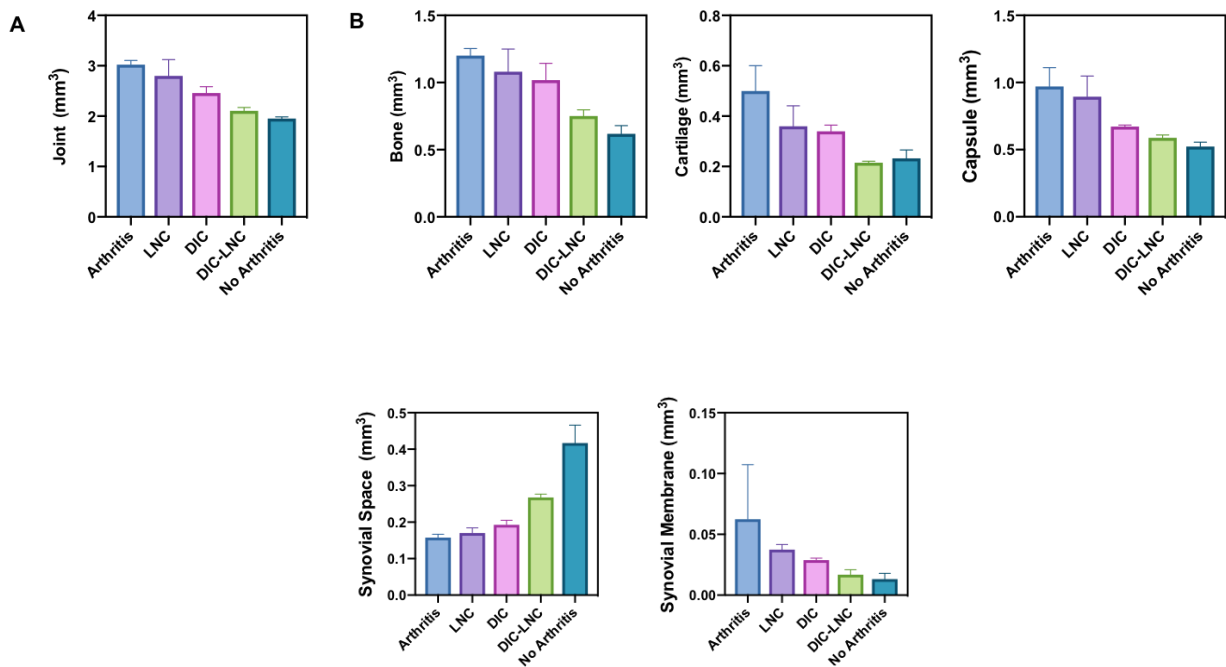 A
Joint (mm³)
4
3
2
1
0
Arthritis
LNC
DIC
DIC-LNC
No Arthritis
B
Bone (mm³)
1.5
1.0
0.5
0.0
Arthritis
LNC
DIC
DIC-LNC
No Arthritis
Cartilage (mm³)
0.8
0.6
0.4
0.2
0.0
Arthritis
LNC
DIC
DIC-LNC
No Arthritis
Capsule (mm³)
1.5
1.0
0.5
0.0
Arthritis
LNC
DIC
DIC-LNC
No Arthritis
Synovial Space (mm³)
0.5
0.4
0.3
0.2
0.1
0.0
Arthritis
LNC
DIC
DIC-LNC
No Arthritis
Synovial Membrane (mm³)
0.15
0.10
0.05
0.00
Arthritis
LNC
DIC
DIC-LNC
No Arthritis